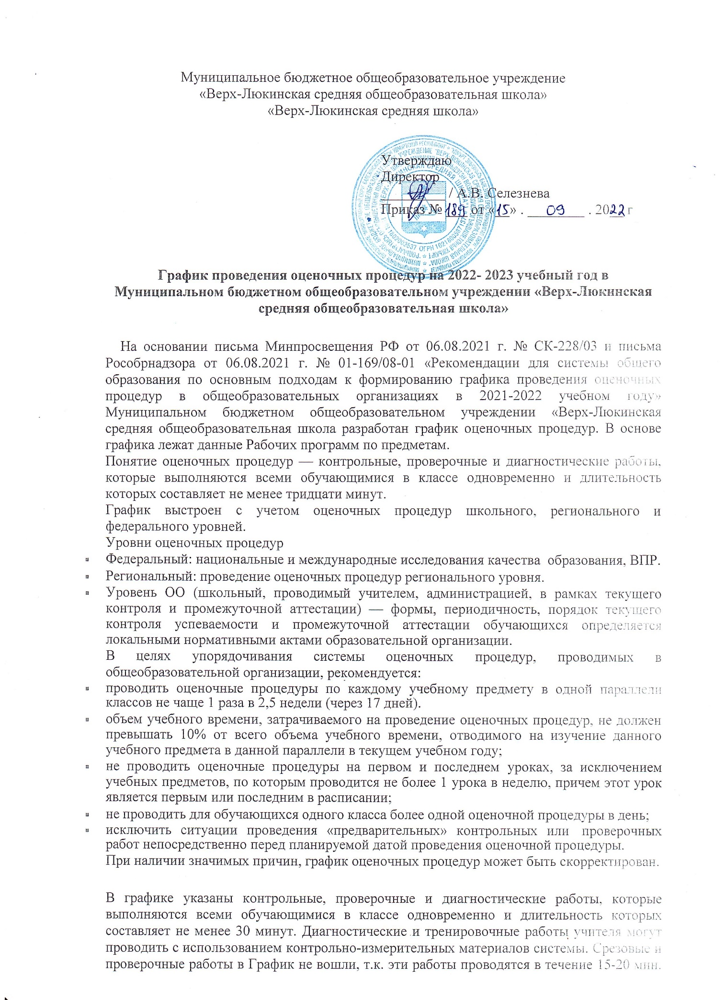 Муниципальное бюджетное общеобразовательное учреждение
«Верх-Люкинская средняя общеобразовательная школа»
«Верх-Люкинская средняя школа»
Утверждаю
Директор
_________ / А.В. Селезнева
Приказ № 189 от «15» . 09 . 2022 г
1802003537 ОГРН 1021800587137
График проведения оценочных процедур на 2022- 2023 учебный год в
Муниципальном бюджетном общеобразовательном учреждении «Верх-Люкинская
средняя общеобразовательная школа»
На основании письма Минпросвещения РФ от 06.08.2021 г. № СК-228/03 и письма
Рособрнадзора от 06.08.2021 г. № 01-169/08-01 «Рекомендации для системы общего
образования по основным подходам к формированию графика проведения оценочных
процедур в общеобразовательных организациях в 2021-2022 учебном году»
Муниципальном бюджетном общеобразовательном учреждении «Верх-Люкинская
средняя общеобразовательная школа разработан график оценочных процедур. В основе
графика лежат данные Рабочих программ по предметам.
Понятие оценочных процедур — контрольные, проверочные и диагностические работы,
которые выполняются всеми обучающимися в классе одновременно и длительность
которых составляет не менее тридцати минут.
График выстроен с учетом оценочных процедур школьного, регионального и
федерального уровней.
Уровни оценочных процедур
Федеральный: национальные и международные исследования качества образования, ВПР.
Региональный: проведение оценочных процедур регионального уровня.
Уровень ОО (школьный, проводимый учителем, администрацией, в рамках текущего
контроля и промежуточной аттестации) — формы, периодичность, порядок текущего
контроля успеваемости и промежуточной аттестации обучающихся определяется
локальными нормативными актами образовательной организации.
В целях упорядочивания системы оценочных процедур, проводимых в
общеобразовательной организации, рекомендуется:
проводить оценочные процедуры по каждому учебному предмету в одной параллели
классов не чаще 1 раза в 2,5 недели (через 17 дней).
объем учебного времени, затрачиваемого на проведение оценочных процедур, не должен
превышать 10% от всего объема учебного времени, отводимого на изучение данного
учебного предмета в данной параллели в текущем учебном году;
не проводить оценочные процедуры на первом и последнем уроках, за исключением
учебных предметов, по которым проводится не более 1 урока в неделю, причем этот урок
является первым или последним в расписании;
не проводить для обучающихся одного класса более одной оценочной процедуры в день;
исключить ситуации проведения «предварительных» контрольных или проверочных
работ непосредственно перед планируемой датой проведения оценочной процедуры.
При наличии значимых причин, график оценочных процедур может быть скорректирован.
В графике указаны контрольные, проверочные и диагностические работы, которые
выполняются всеми обучающимися в классе одновременно и длительность которых
составляет не менее 30 минут. Диагностические и тренировочные работы учителя могут
проводить с использованием контрольно-измерительных материалов системы. Срезовые и
проверочные работы в График не вошли, т.к. эти работы проводятся в течение 15-20 мин.